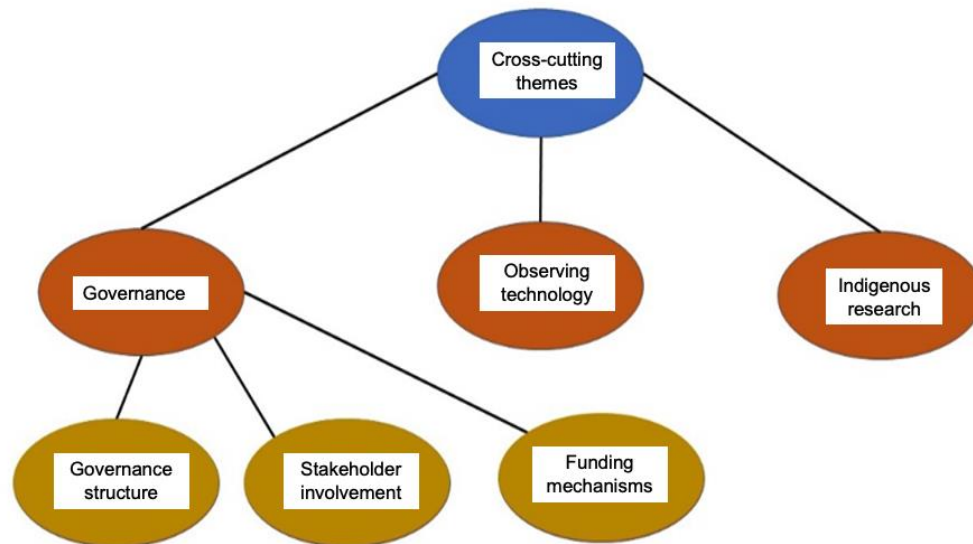 Cross-cutting
themes
Governance
Observing
technology
Indigenous
research
Governance
structure
Stakeholder
involvement
Funding
mechanisms